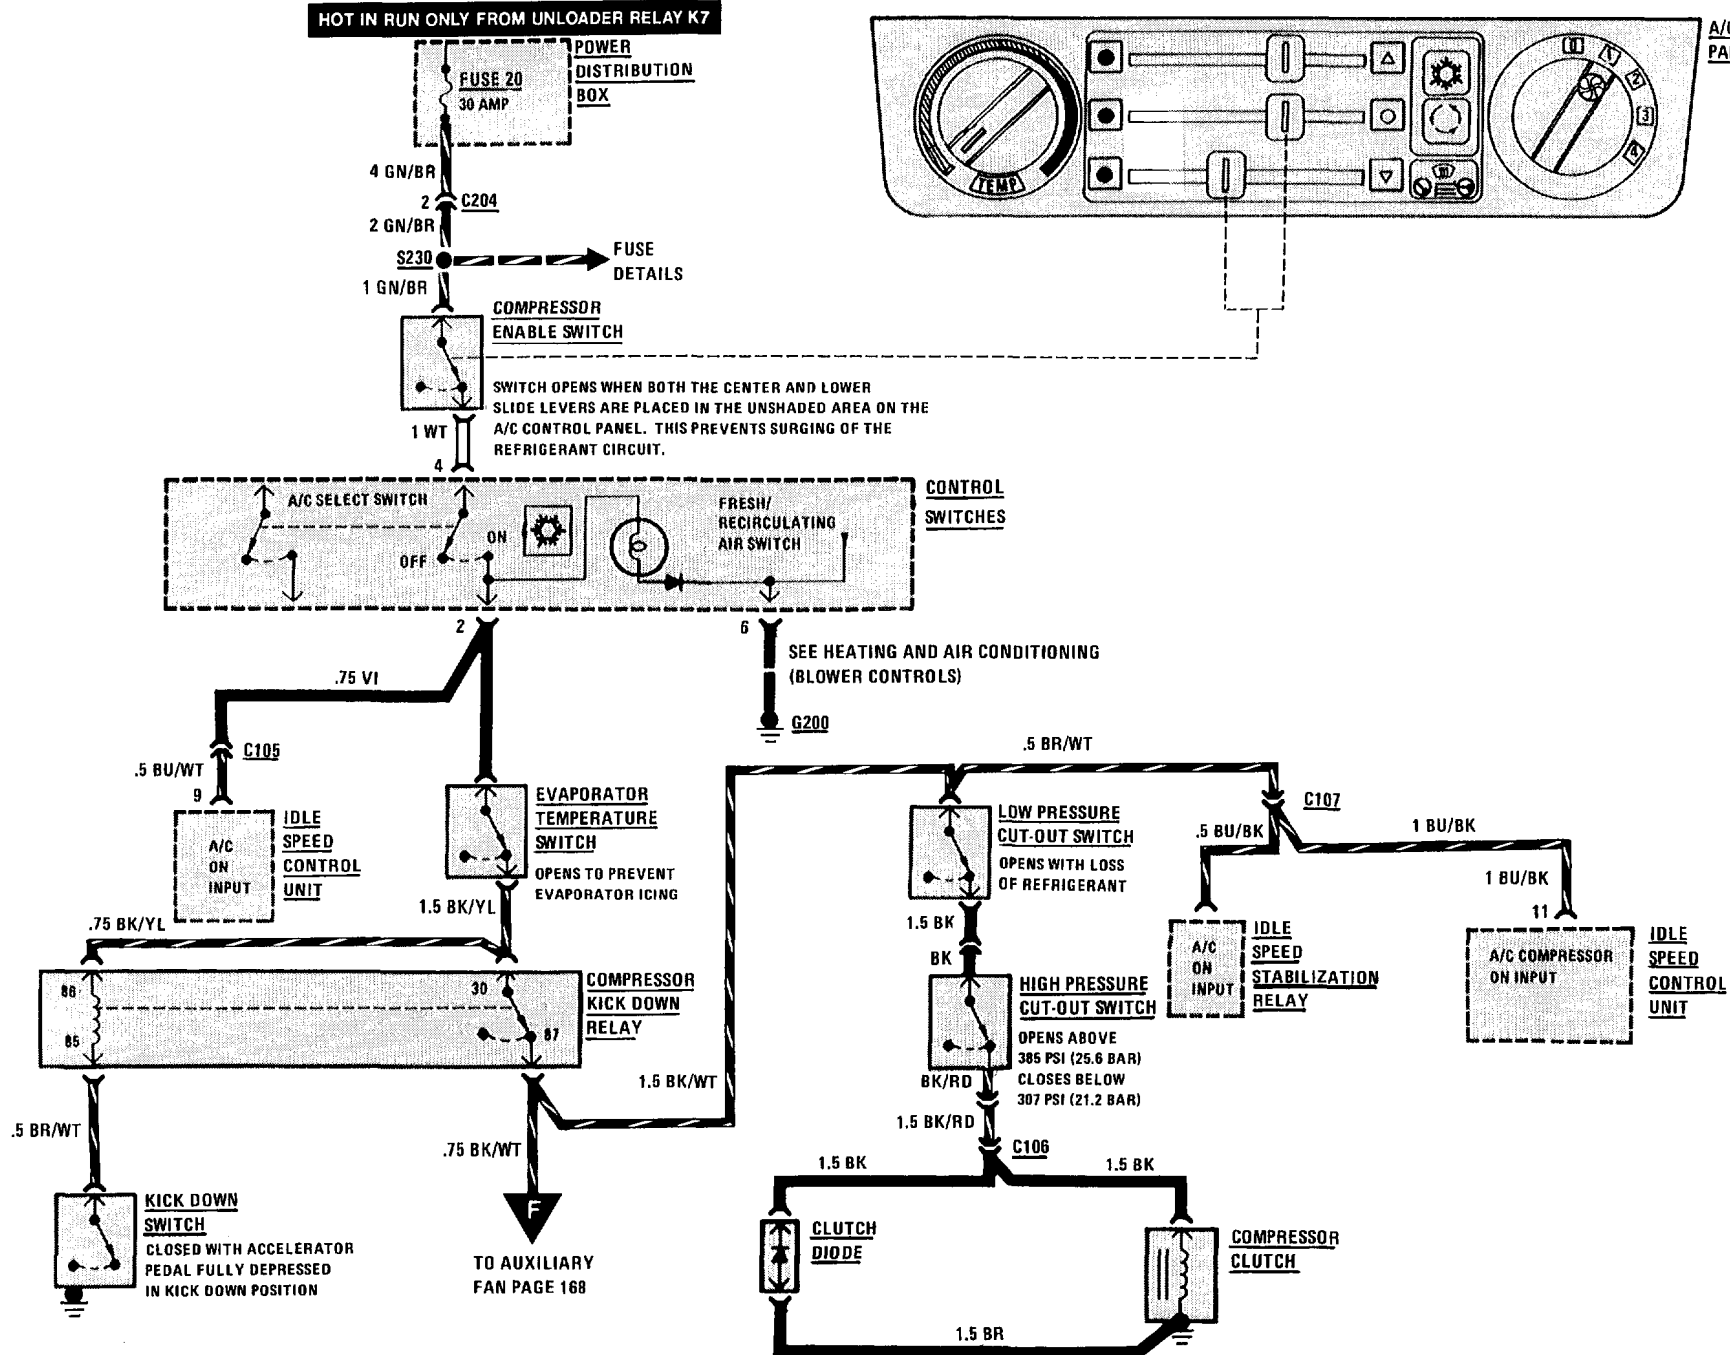 HOT IN RUN ONLY FROM UNLOADER RELAY K7
POWER
DISTRIBUTION
BOX
FUSE 20
30 AMP
4 GN/BR
2
C204
2 GN/BR
S230
FUSE
DETAILS
1 GN/BR
COMPRESSOR
ENABLE SWITCH
SWITCH OPENS WHEN BOTH THE CENTER AND LOWER
SLIDE LEVERS ARE PLACED IN THE UNSHADED AREA ON THE
A/C CONTROL PANEL. THIS PREVENTS SURGING OF THE
REFRIGERANT CIRCUIT.
1 WT
4
TEMP
0
1
2
3
4
PA
A/C SELECT SWITCH
OFF
ON
FRESH/
RECIRCULATING
AIR SWITCH
CONTROL
SWITCHES
2
6
SEE HEATING AND AIR CONDITIONING
(BLOWER CONTROLS)
G200
.75 VI
C105
.5 BU/WT
9
A/C
ON
INPUT
IDLE
SPEED
CONTROL
UNIT
EVAPORATOR
TEMPERATURE
SWITCH
OPENS TO PREVENT
EVAPORATOR ICING
1.5 BK/YL
.75 BK/YL
86
85
30
87
COMPRESSOR
KICK DOWN
RELAY
.5 BR/WT
KICK DOWN
SWITCH
CLOSED WITH ACCELERATOR
PEDAL FULLY DEPRESSED
IN KICK DOWN POSITION
.75 BK/WT
F
TO AUXILIARY
FAN PAGE 168
1.5 BK/WT
.5 BR/WT
LOW PRESSURE
CUT-OUT SWITCH
OPENS WITH LOSS
OF REFRIGERANT
1.5 BK
BK
HIGH PRESSURE
CUT-OUT SWITCH
OPENS ABOVE
385 PSI (25.6 BAR)
CLOSES BELOW
307 PSI (21.2 BAR)
BK/RD
1.5 BK/RD
C106
1.5 BK
1.5 BK
CLUTCH
DIODE
COMPRESSOR
CLUTCH
1.5 BR
C107
.5 BU/BK
1 BU/BK
1 BU/BK
11
A/C
ON
INPUT
IDLE
SPEED
STABILIZATION
RELAY
A/C COMPRESSOR
ON INPUT
IDLE
SPEED
CONTROL
UNIT